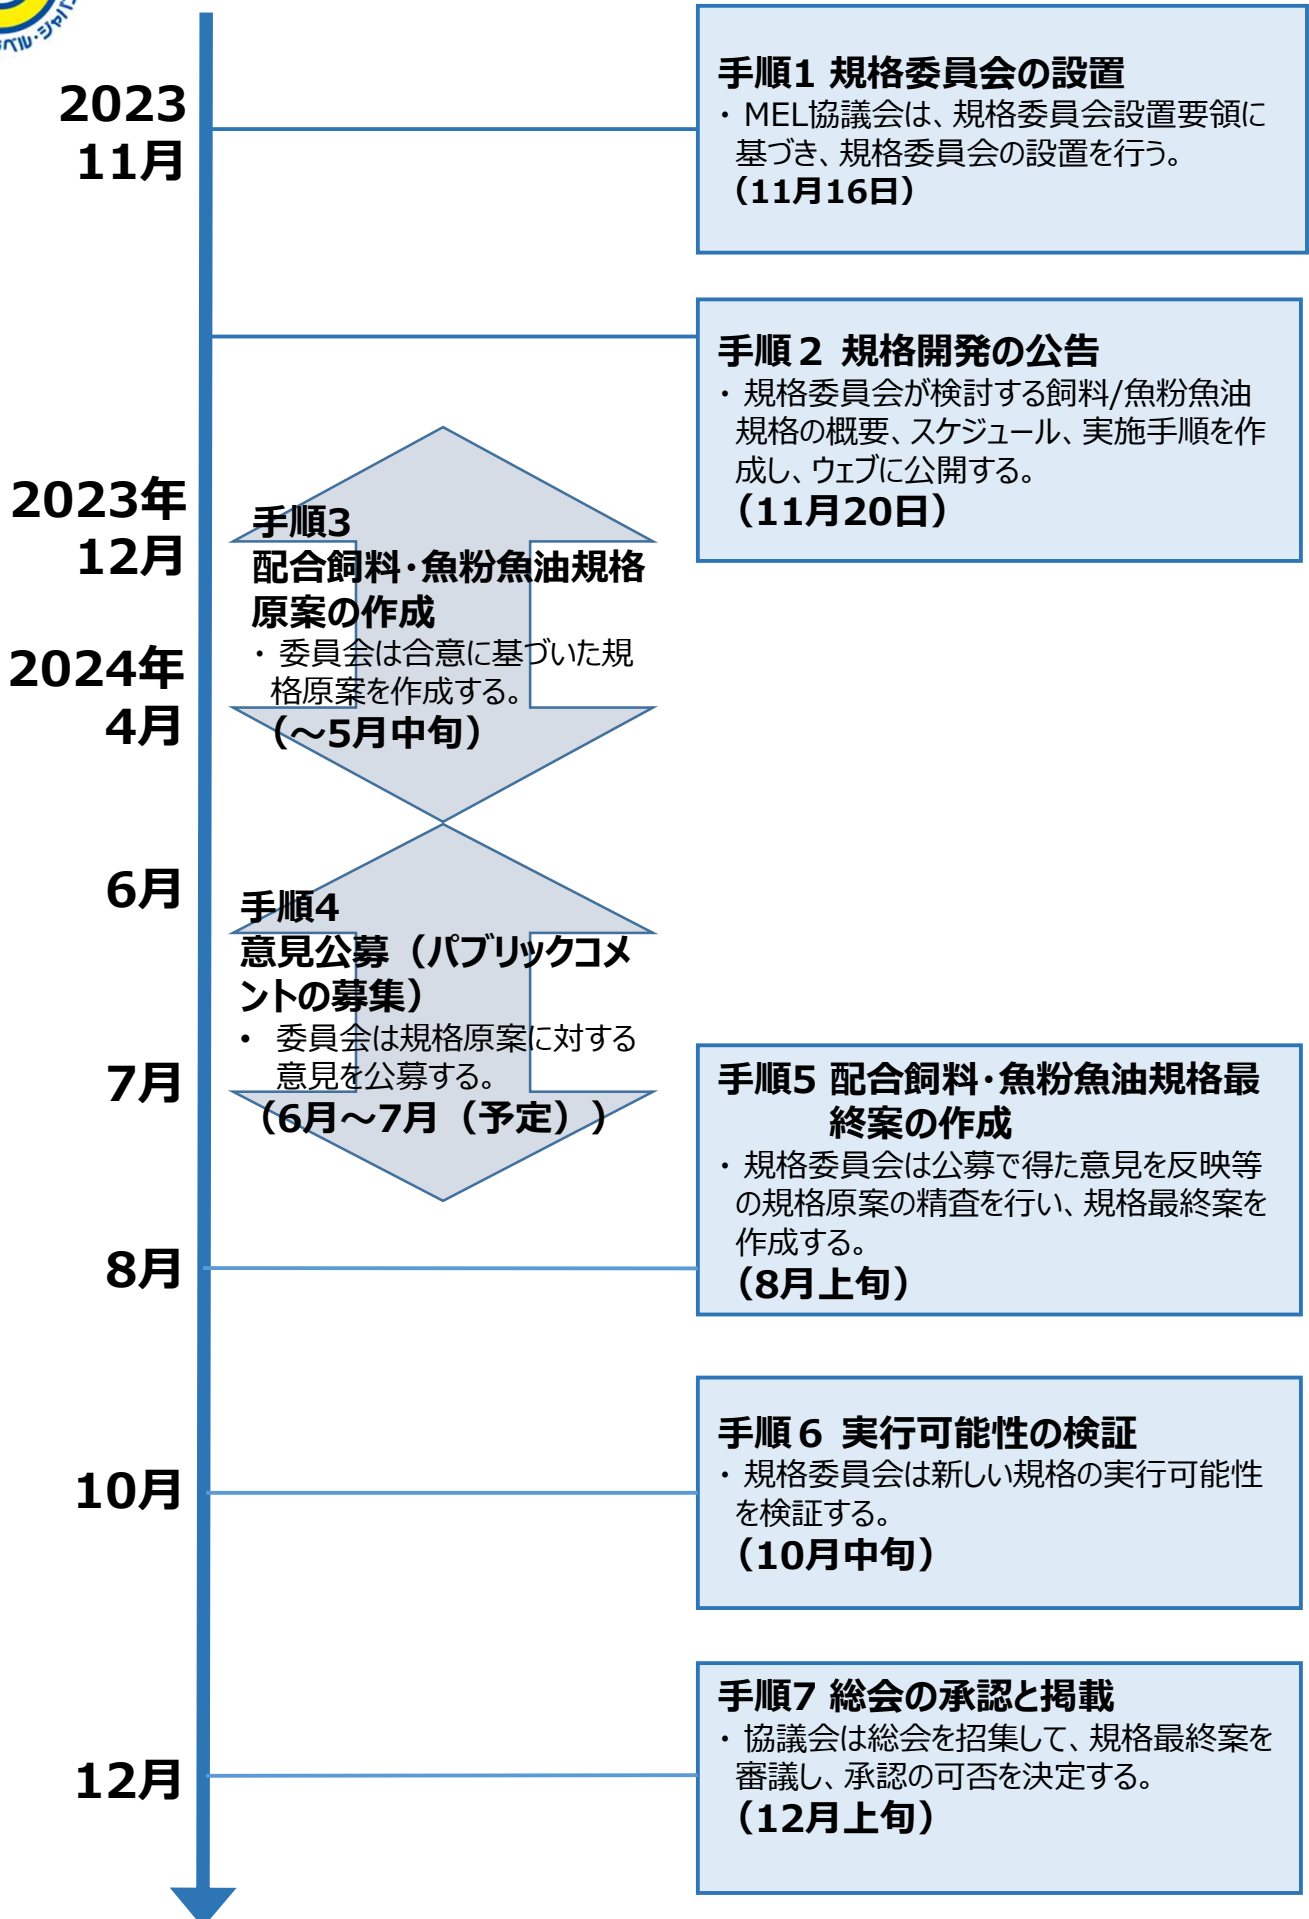 ベル・ジャパン
2023
11月
手順1 規格委員会の設置
・ MEL協議会は、規格委員会設置要領に
基づき、規格委員会の設置を行う。
（11月16日）
手順２ 規格開発の公告
・ 規格委員会が検討する飼料/魚粉魚油
規格の概要、スケジュール、実施手順を作
成し、ウェブに公開する。
（11月20日）
2023年
12月
手順3
配合飼料・魚粉魚油規格
原案の作成
・ 委員会は合意に基づいた規
格原案を作成する。
（～5月中旬）
2024年
4月
6月
手順4
意見公募（パブリックコメ
ントの募集）
• 委員会は規格原案に対する
意見を公募する。
（6月～7月（予定））
7月
手順5 配合飼料・魚粉魚油規格最
終案の作成
・ 規格委員会は公募で得た意見を反映等
の規格原案の精査を行い、規格最終案を
作成する。
（8月上旬）
8月
手順６ 実行可能性の検証
・ 規格委員会は新しい規格の実行可能性
を検証する。
（10月中旬）
10月
手順7 総会の承認と掲載
・ 協議会は総会を招集して、規格最終案を
審議し、承認の可否を決定する。
（12月上旬）
12月